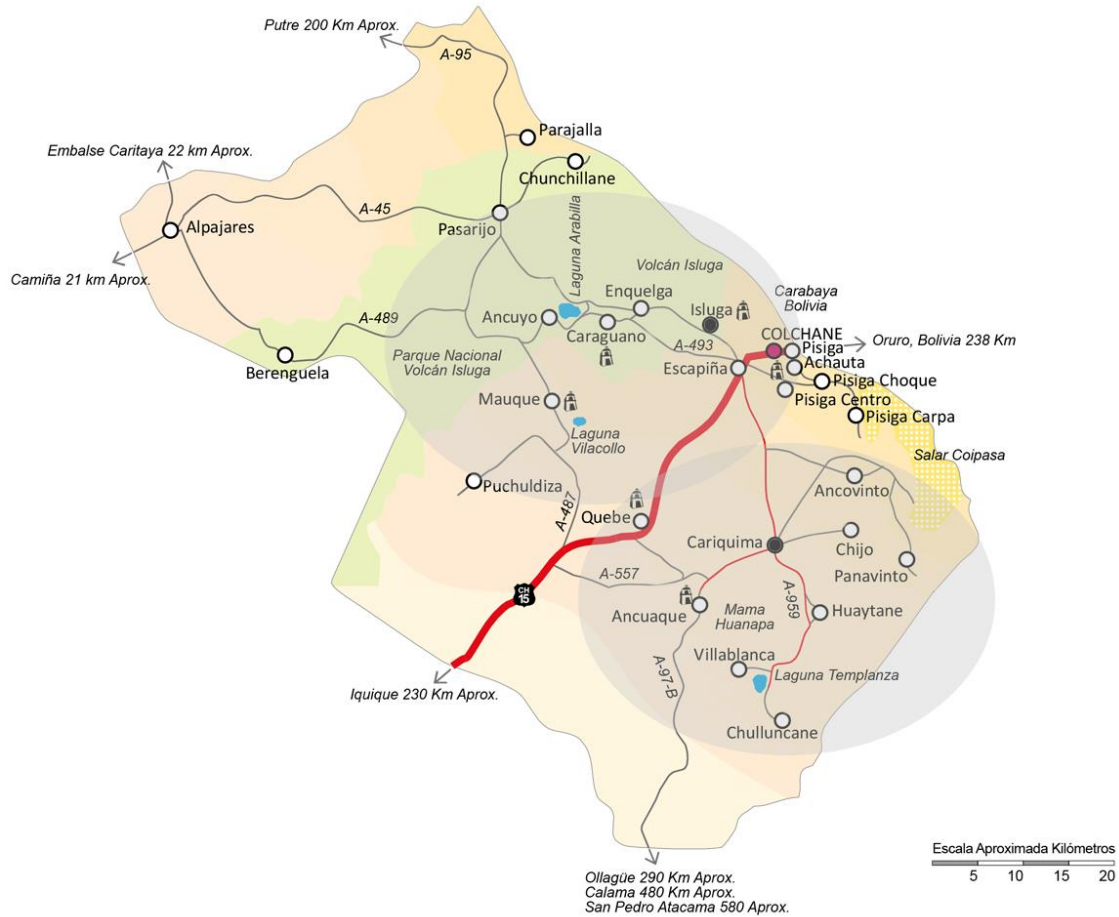 Putre 200 Km Aprox.
A-95
Parajalla
Embalse Caritaya 22 km Aprox.
Chunchillane
A-45
Alpajares
Pasarijo
Laguna Arabilla
Volcán Isluga
Camiña 21 km Aprox.
Carabaya
Bolivia
Enquelga
Isluga
A-489
Ancuyo
Caraguano
A-493
COLCHANE
Pisiga
Oruro, Bolivia 238 Km
Achauta
Parque Nacional
Volcán Isluga
Berenguela
Escapiña
Pisiga Choque
Pisiga Centro
Mauque
Pisiga Carpa
Laguna
Vilacollo
Salar Coipasa
Puchuldiza
Ancovinto
A-487
Quebe
Cariquima
Chijo
Panavinto
A-557
CH
15
A-959
Ancuaque
Mama
Huanapa
Huaytane
Villablanca
A-97-B
Laguna Templanza
Iquique 230 Km Aprox.
Chulluncane
Escala Aproximada Kilómetros
5 10 15 20
Ollagüe 290 Km Aprox.
Calama 480 Km Aprox.
San Pedro Atacama 580 Aprox.